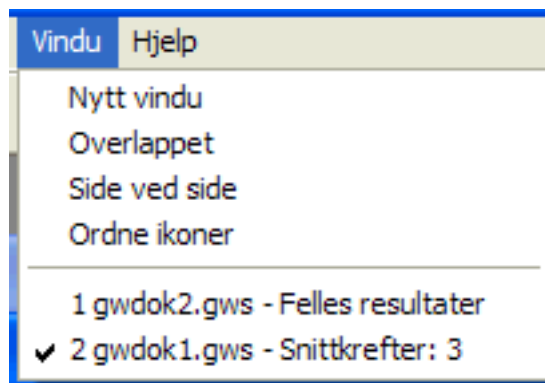 Vindu Hjelp
Nytt vindu
Overlappet
Side ved side
Ordne ikoner
1 gwdok2.gws - Felles resultater
2 gwdok1.gws - Snittkrefter: 3